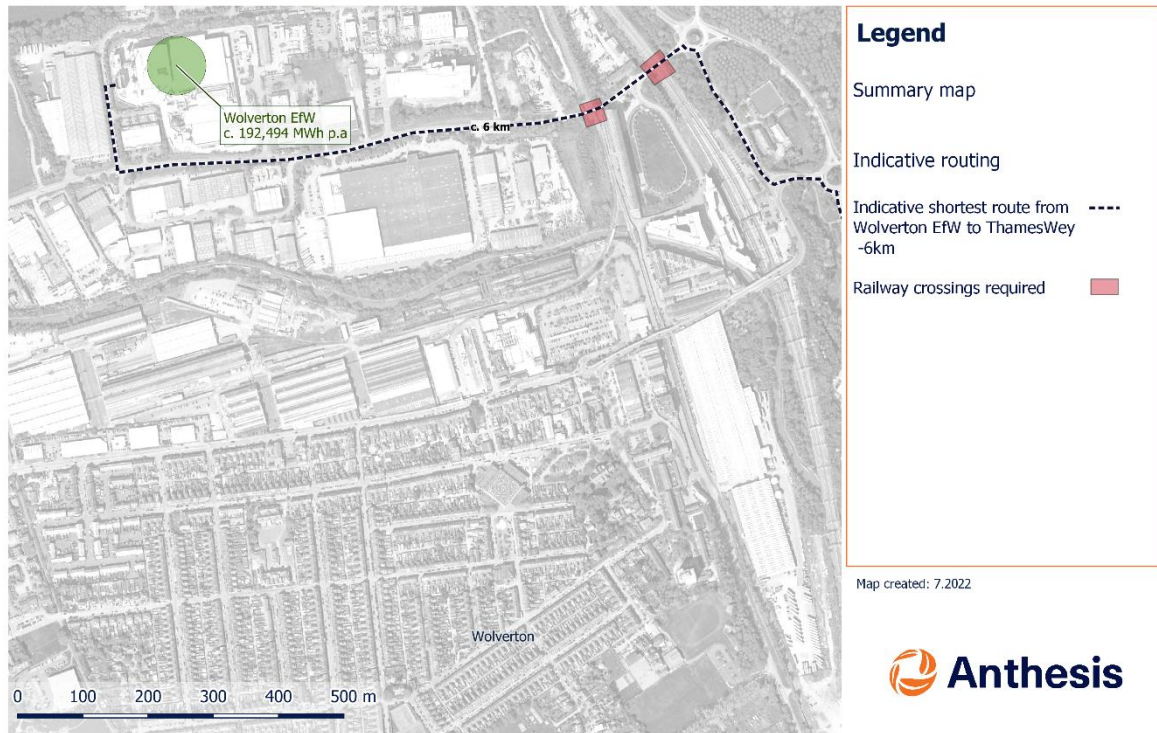 Wolverton EfW
c. 192,494 MWh p.a
c. 6 km
Wolverton
0 100 200 300 400 500 m
Legend
Summary map
Indicative routing
Indicative shortest route from
Wolverton EfW to ThamesWey
-6km
Railway crossings required
Map created: 7.2022
Anthesis